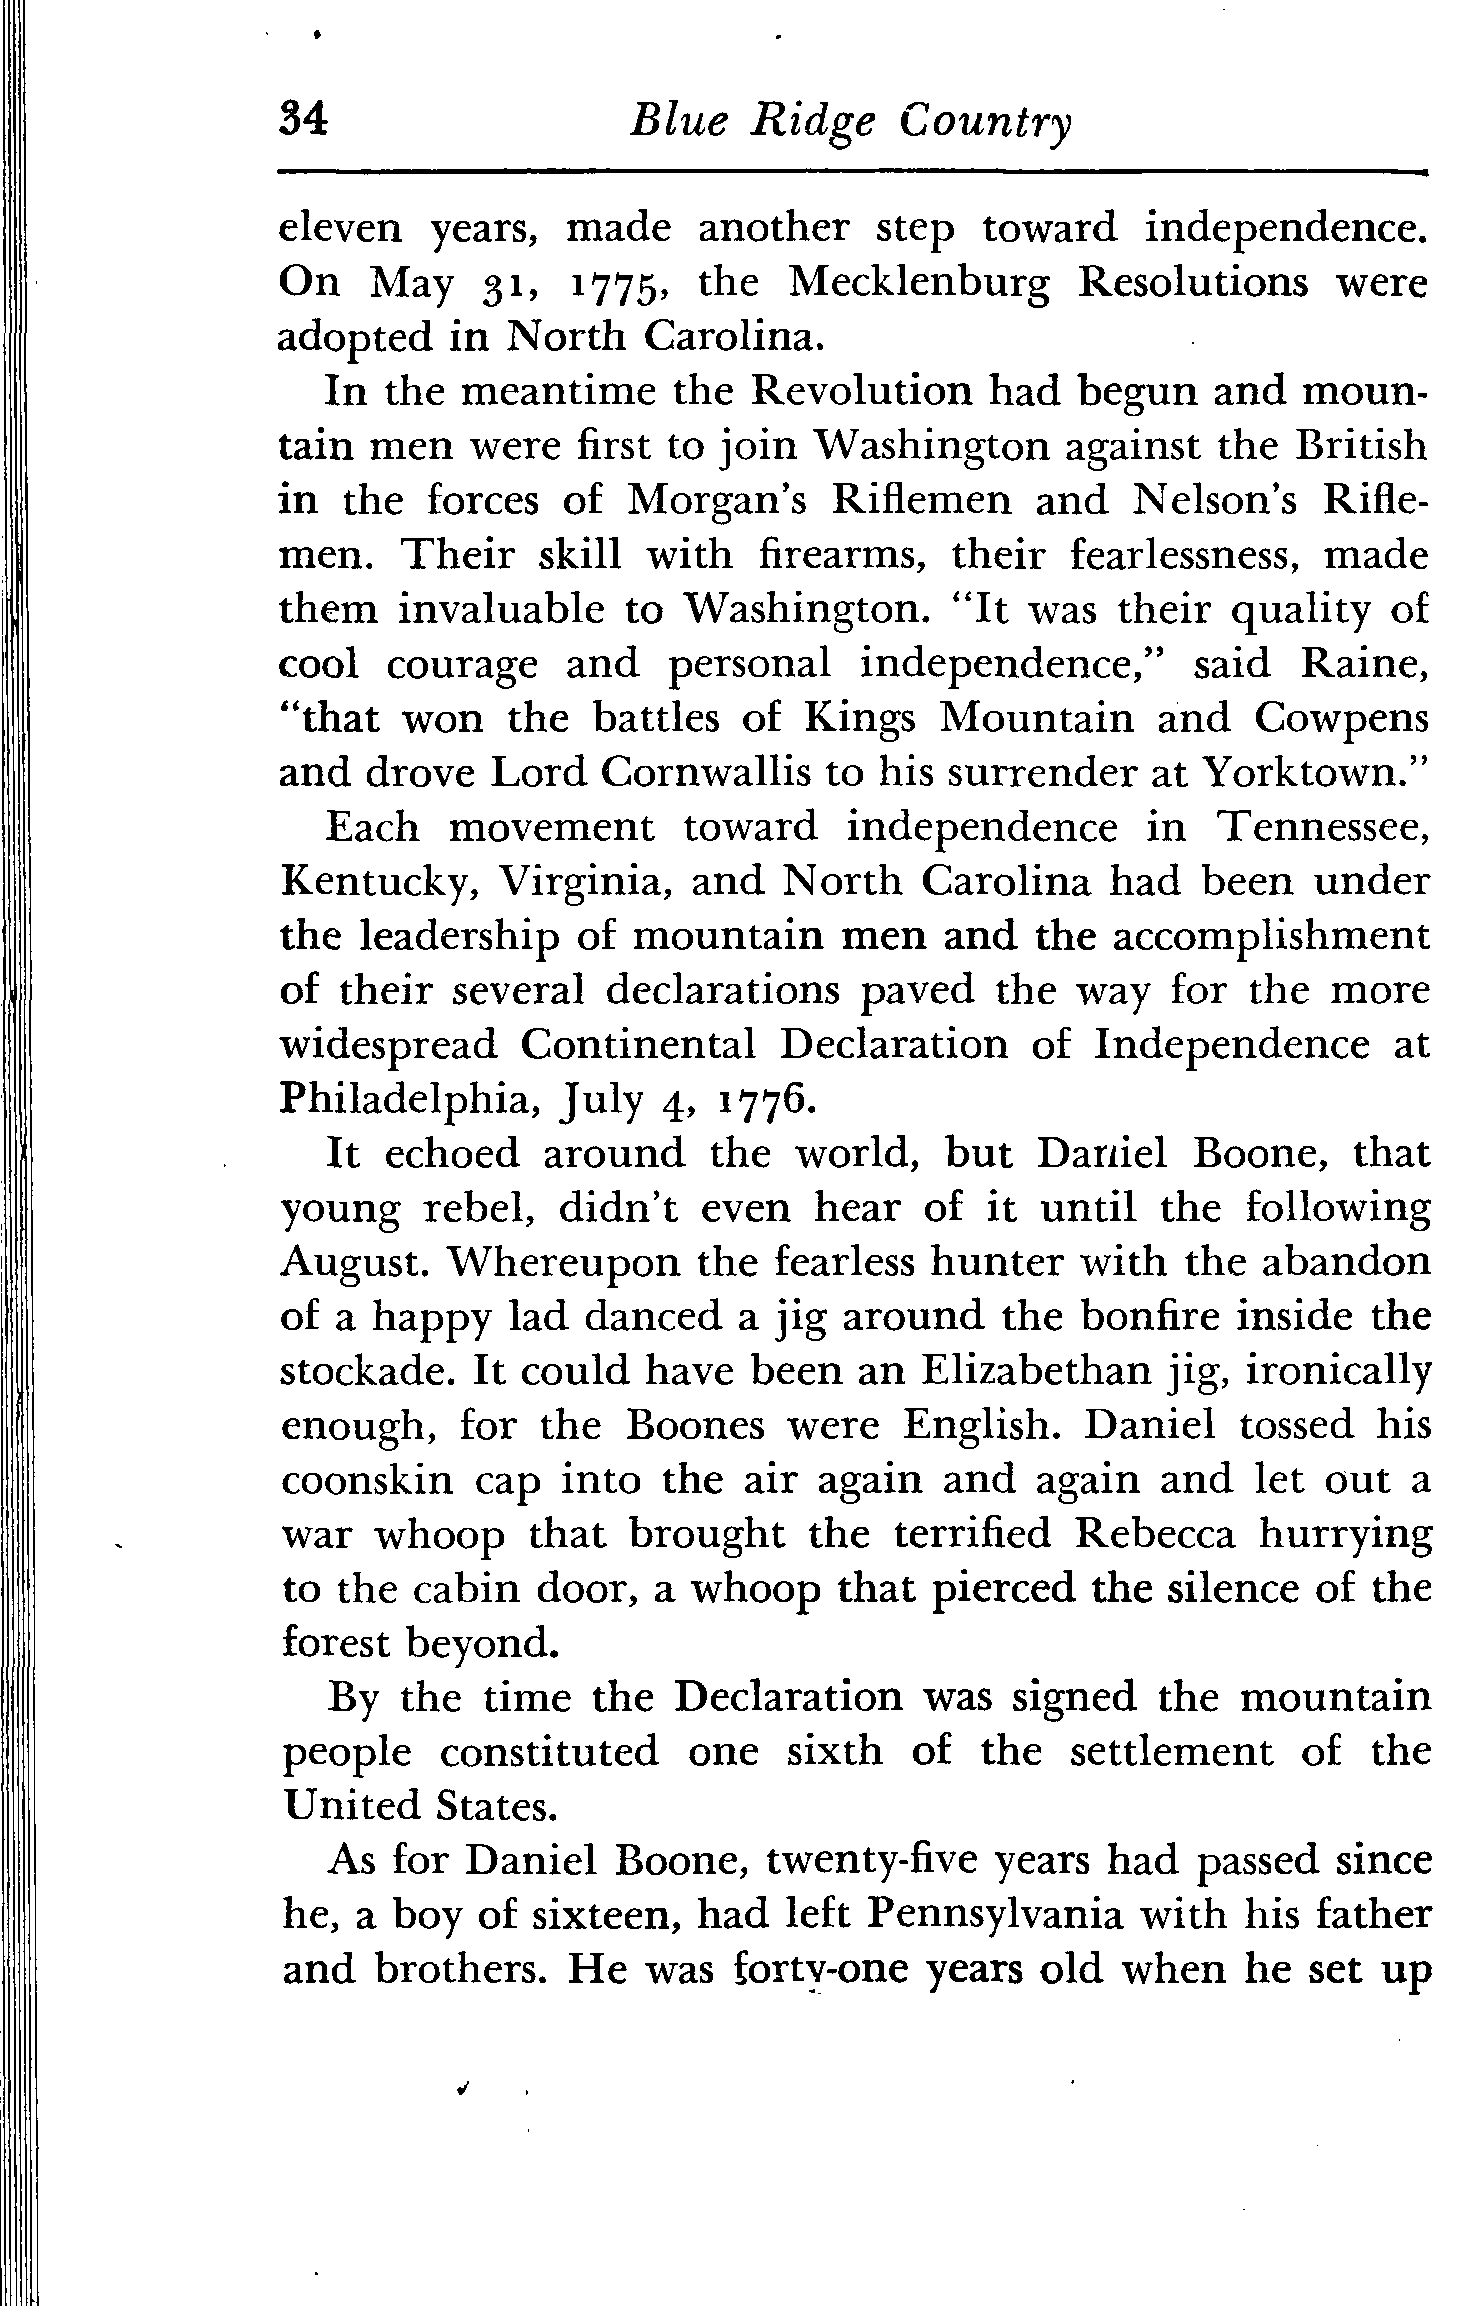 34 Blue Ridge Country
eleven years, made another step toward independence.
On May 31, 1775, the Mecklenburg Resolutions were
adopted in North Carolina.
In the meantime the Revolution had begun and moun-
tain men were first to join Washington against the British
in the forces of Morgan's Riflemen and Nelson's Rifle-
men. Their skill with firearms, their fearlessness, made
them invaluable to Washington. "It was their quality of
cool courage and personal independence," said Raine,
"that won the battles of Kings Mountain and Cowpens
and drove Lord Cornwallis to his surrender at Yorktown."
Each movement toward independence in Tennessee,
Kentucky, Virginia, and North Carolina had been under
the leadership of mountain men and the accomplishment
of their several declarations paved the way for the more
widespread Continental Declaration of Independence at
Philadelphia, July 4, 1776.
It echoed around the world, but Daniel Boone, that
young rebel, didn't even hear of it until the following
August. Whereupon the fearless hunter with the abandon
of a happy lad danced a jig around the bonfire inside the
stockade. It could have been an Elizabethan jig, ironically
enough, for the Boones were English. Daniel tossed his
coonskin cap into the air again and again and let out a
war whoop that brought the terrified Rebecca hurrying
to the cabin door, a whoop that pierced the silence of the
forest beyond.
By the time the Declaration was signed the mountain
people constituted one sixth of the settlement of the
United States.
As for Daniel Boone, twenty-five years had passed since
he, a boy of sixteen, had left Pennsylvania with his father
and brothers. He was forty-one years old when he set up